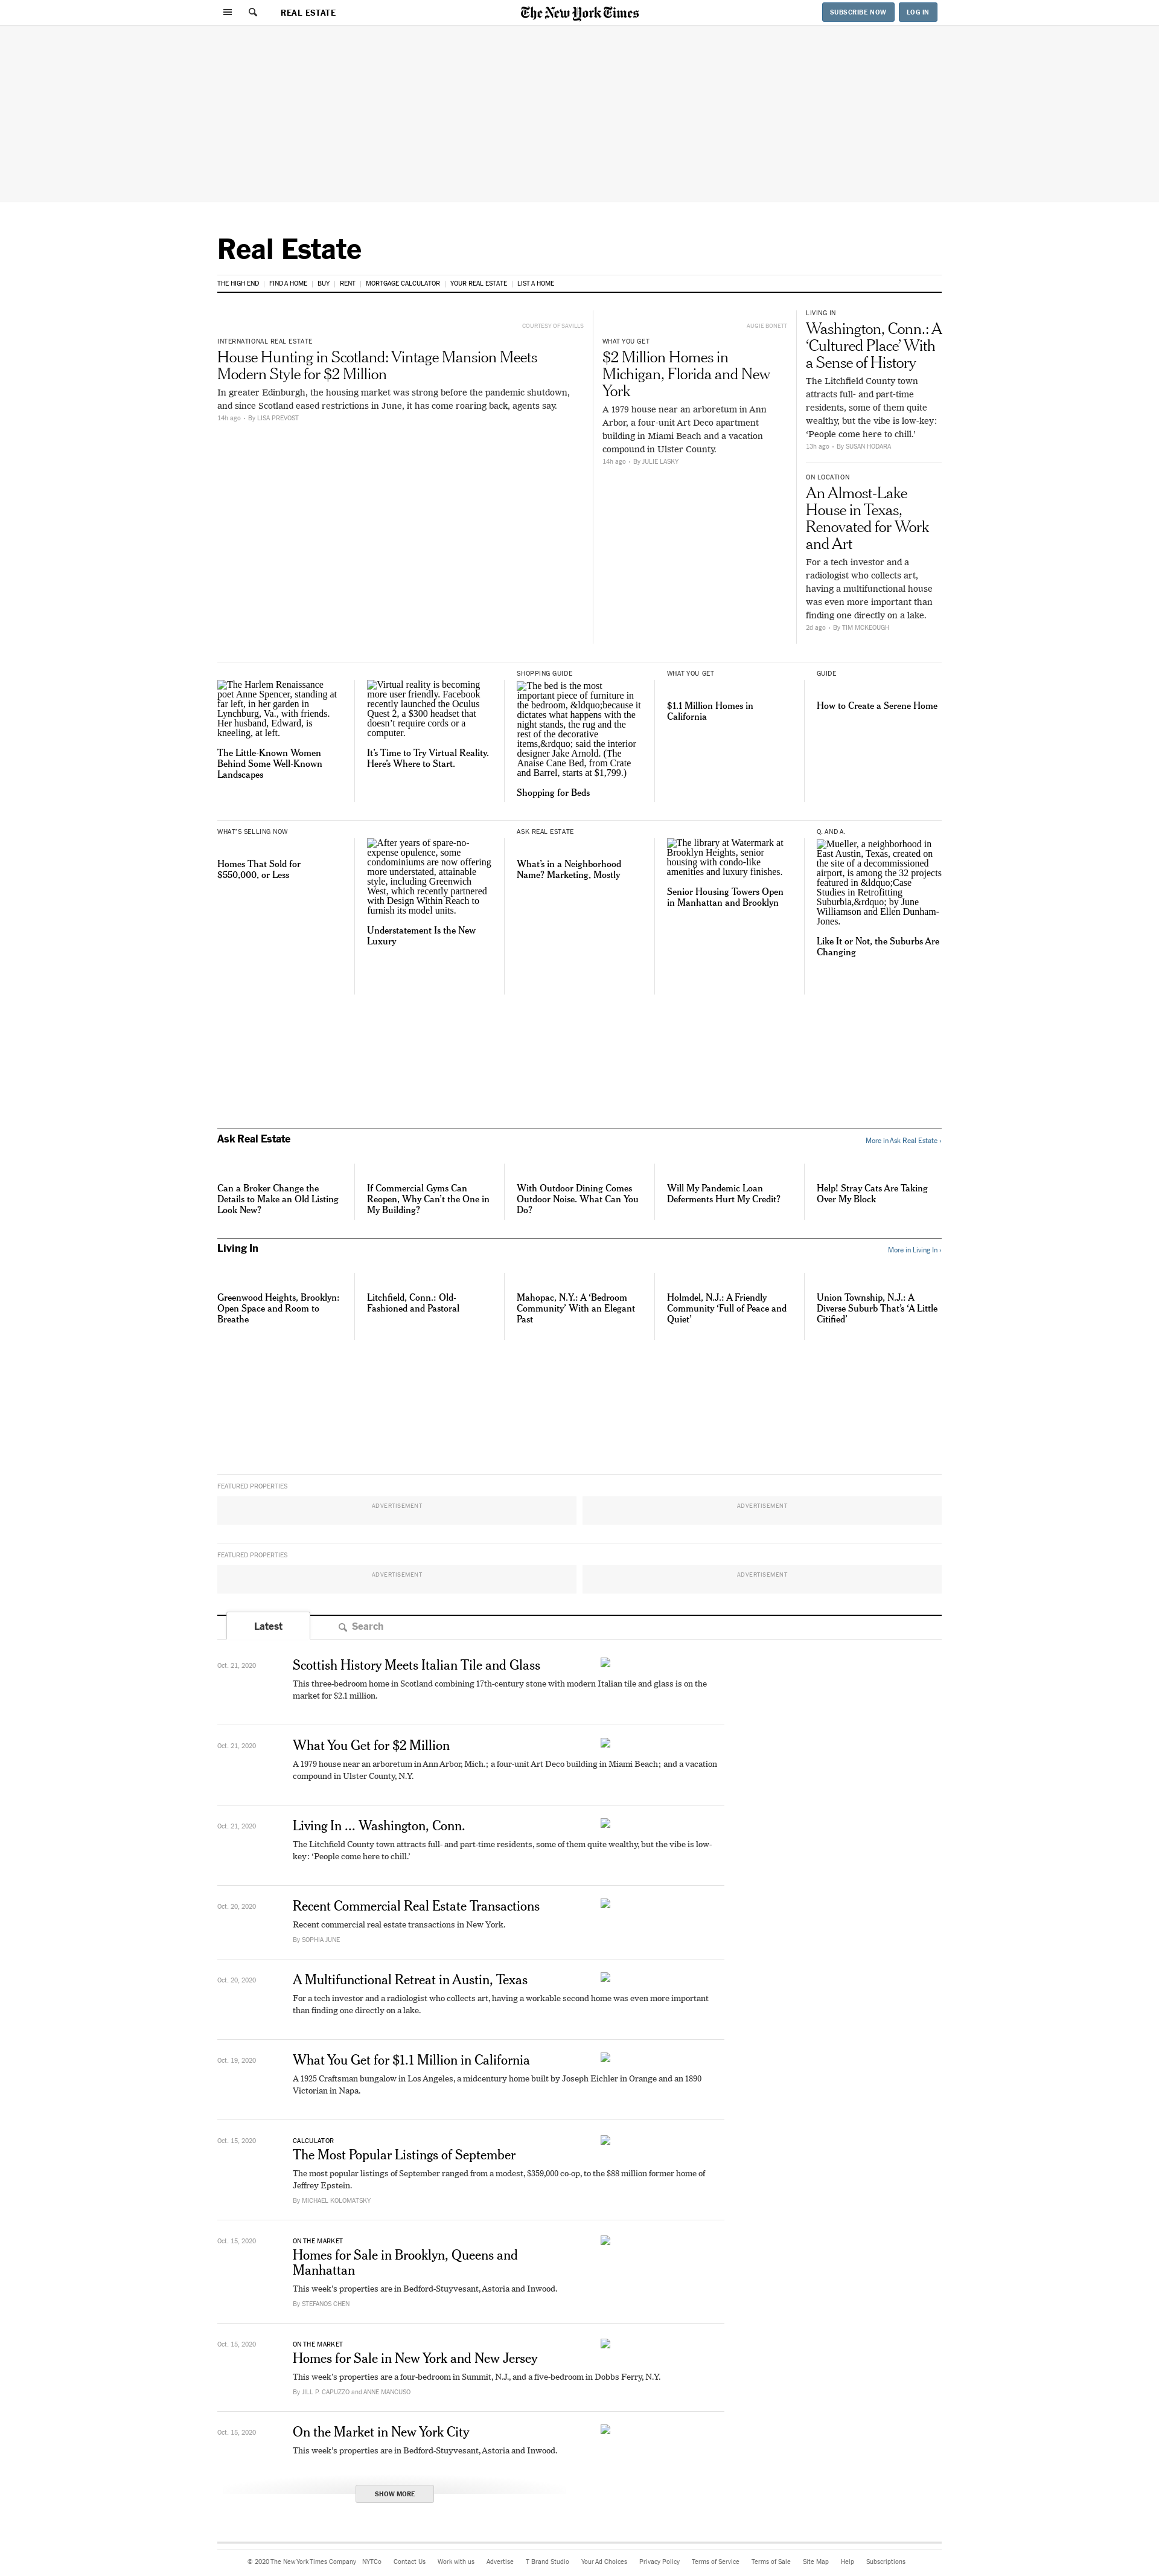 REAL ESTATE
The New York Times
SUBSCRIBE NOW
LOG IN
Real Estate
THE HIGH END
FIND A HOME
BUY
RENT
MORTGAGE CALCULATOR
YOUR REAL ESTATE
LIST A HOME
COURTESY OF SAVILLS
INTERNATIONAL REAL ESTATE
House Hunting in Scotland: Vintage Mansion Meets
Modern Style for $2 Million
In greater Edinburgh, the housing market was strong before the pandemic shutdown,
and since Scotland eased restrictions in June, it has come roaring back, agents say.
14h ago • By LISA PREVOST
AUGIE BONETT
WHAT YOU GET
$2 Million Homes in
Michigan, Florida and New
York
A 1979 house near an arboretum in Ann
Arbor, a four-unit Art Deco apartment
building in Miami Beach and a vacation
compound in Ulster County.
14h ago • By JULIE LASKY
LIVING IN
Washington, Conn.: A
‘Cultured Place’ With
a Sense of History
The Litchfield County town
attracts full- and part-time
residents, some of them quite
wealthy, but the vibe is low-key:
‘People come here to chill.’
13h ago • By SUSAN HODARA
ON LOCATION
An Almost-Lake
House in Texas,
Renovated for Work
and Art
For a tech investor and a
radiologist who collects art,
having a multifunctional house
was even more important than
finding one directly on a lake.
2d ago • By TIM MCKEOUGH
The Harlem Renaissance
poet Anne Spencer, standing at
far left, in her garden in
Lynchburg, Va., with friends.
Her husband, Edward, is
kneeling, at left.
The Little-Known Women
Behind Some Well-Known
Landscapes
Virtual reality is becoming
more user friendly. Facebook
recently launched the Oculus
Quest 2, a $300 headset that
doesn’t require cords or a
computer.
It’s Time to Try Virtual Reality.
Here’s Where to Start.
SHOPPING GUIDE
The bed is the most
important piece of furniture in
the bedroom, &ldquo;because it
dictates what happens with the
night stands, the rug and the
rest of the decorative
items,&rdquo; said the interior
designer Jake Arnold. (The
Anaise Cane Bed, from Crate
and Barrel, starts at $1,799.)
Shopping for Beds
WHAT YOU GET
$1.1 Million Homes in
California
GUIDE
How to Create a Serene Home
WHAT’S SELLING NOW
Homes That Sold for
$550,000, or Less
After years of spare-no-
expense opulence, some
condominiums are now offering
more understated, attainable
style, including Greenwich
West, which recently partnered
with Design Within Reach to
furnish its model units.
Understatement Is the New
Luxury
ASK REAL ESTATE
What’s in a Neighborhood
Name? Marketing, Mostly
The library at Watermark at
Brooklyn Heights, senior
housing with condo-like
amenities and luxury finishes.
Senior Housing Towers Open
in Manhattan and Brooklyn
Q. AND A.
Mueller, a neighborhood in
East Austin, Texas, created on
the site of a decommissioned
airport, is among the 32 projects
featured in &ldquo;Case
Studies in Retrofitting
Suburbia,&rdquo; by June
Williamson and Ellen Dunham-
Jones.
Like It or Not, the Suburbs Are
Changing
Ask Real Estate
More in Ask Real Estate ›
Can a Broker Change the
Details to Make an Old Listing
Look New?
If Commercial Gyms Can
Reopen, Why Can’t the One in
My Building?
With Outdoor Dining Comes
Outdoor Noise. What Can You
Do?
Will My Pandemic Loan
Deferments Hurt My Credit?
Help! Stray Cats Are Taking
Over My Block
Living In
More in Living In ›
Greenwood Heights, Brooklyn:
Open Space and Room to
Breathe
Litchfield, Conn.: Old-
Fashioned and Pastoral
Mahopac, N.Y.: A ‘Bedroom
Community’ With an Elegant
Past
Holmdel, N.J.: A Friendly
Community ‘Full of Peace and
Quiet’
Union Township, N.J.: A
Diverse Suburb That’s ‘A Little
Citified’
FEATURED PROPERTIES
ADVERTISEMENT
ADVERTISEMENT
FEATURED PROPERTIES
ADVERTISEMENT
ADVERTISEMENT
Latest
Search
Oct. 21, 2020
Scottish History Meets Italian Tile and Glass
This three-bedroom home in Scotland combining 17th-century stone with modern Italian tile and glass is on the
market for $2.1 million.
Oct. 21, 2020
What You Get for $2 Million
A 1979 house near an arboretum in Ann Arbor, Mich.; a four-unit Art Deco building in Miami Beach; and a vacation
compound in Ulster County, N.Y.
Oct. 21, 2020
Living In ... Washington, Conn.
The Litchfield County town attracts full- and part-time residents, some of them quite wealthy, but the vibe is low-
key: ‘People come here to chill.’
Oct. 20, 2020
Recent Commercial Real Estate Transactions
Recent commercial real estate transactions in New York.
By SOPHIA JUNE
Oct. 20, 2020
A Multifunctional Retreat in Austin, Texas
For a tech investor and a radiologist who collects art, having a workable second home was even more important
than finding one directly on a lake.
Oct. 19, 2020
What You Get for $1.1 Million in California
A 1925 Craftsman bungalow in Los Angeles, a midcentury home built by Joseph Eichler in Orange and an 1890
Victorian in Napa.
Oct. 15, 2020
CALCULATOR
The Most Popular Listings of September
The most popular listings of September ranged from a modest, $359,000 co-op, to the $88 million former home of
Jeffrey Epstein.
By MICHAEL KOLOMATSKY
Oct. 15, 2020
ON THE MARKET
Homes for Sale in Brooklyn, Queens and
Manhattan
This week’s properties are in Bedford-Stuyvesant, Astoria and Inwood.
By STEFANOS CHEN
Oct. 15, 2020
ON THE MARKET
Homes for Sale in New York and New Jersey
This week’s properties are a four-bedroom in Summit, N.J., and a five-bedroom in Dobbs Ferry, N.Y.
By JILL P. CAPUZZO and ANNE MANCUSO
Oct. 15, 2020
On the Market in New York City
This week’s properties are in Bedford-Stuyvesant, Astoria and Inwood.
SHOW MORE
© 2020 The New York Times Company
NYTCo
Contact Us
Work with us
Advertise
T Brand Studio
Your Ad Choices
Privacy Policy
Terms of Service
Terms of Sale
Site Map
Help
Subscriptions